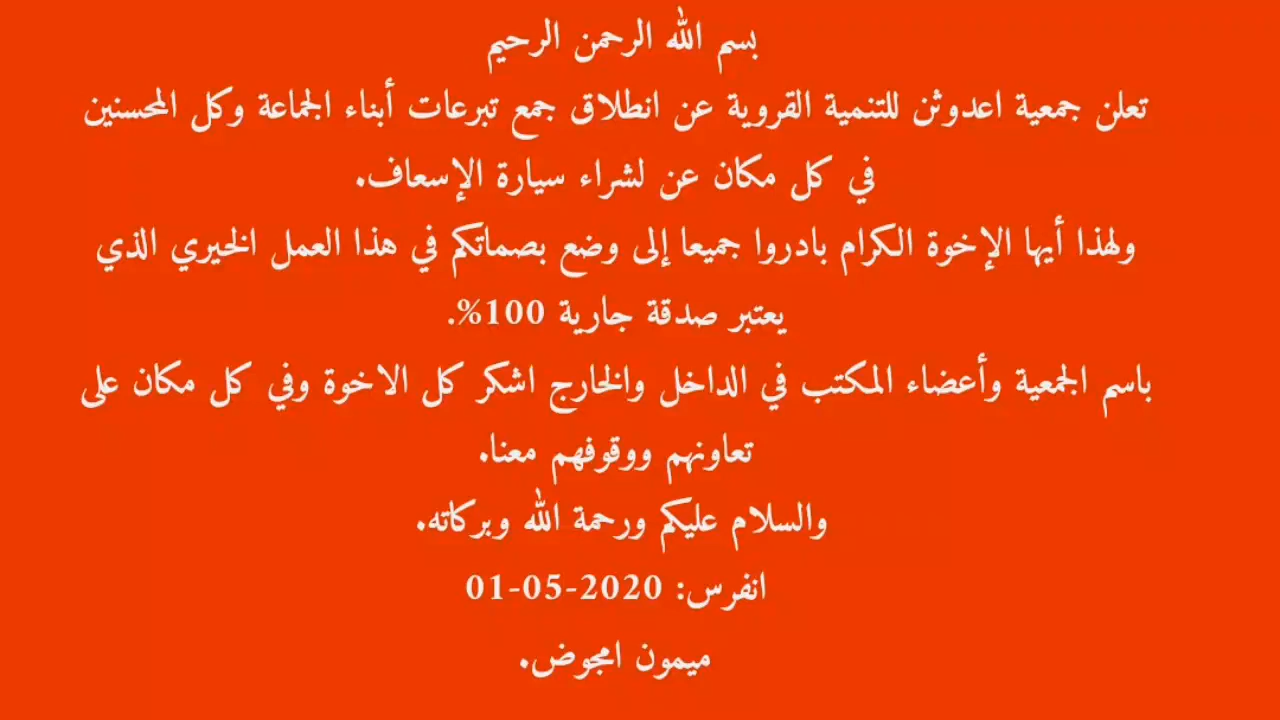 بسم الله الرحمن الرحيم
تعلن جمعية اعدوثن للتنمية القروية عن انطلاق جمع تبرعات أبناء الجماعة وكل المحسنين
في كل مكان عن لشراء سيارة الإسعاف.
ولهذا أيها الإخوة الكرام بادروا جميعا إلى وضع بصماتكم في هذا العمل الخيري الذي
يعتبر صدقة جارية 100%.
باسم الجمعية وأعضاء المكتب في الداخل والخارج اشكر كل الاخوة وفي كل مكان على
تعاونهم ووقوفهم معنا.
والسلام عليكم ورحمة الله وبركاته.
انفرس: 2020-05-01
ميمون امجوض.